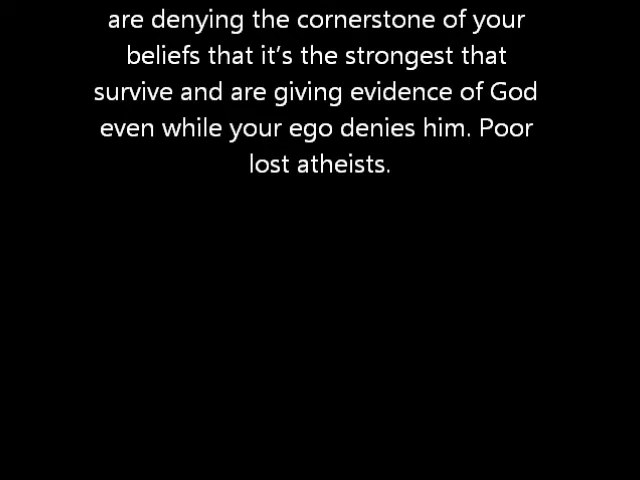 are denying the cornerstone of your
beliefs that it’s the strongest that
survive and are giving evidence of God
even while your ego denies him. Poor
lost atheists.